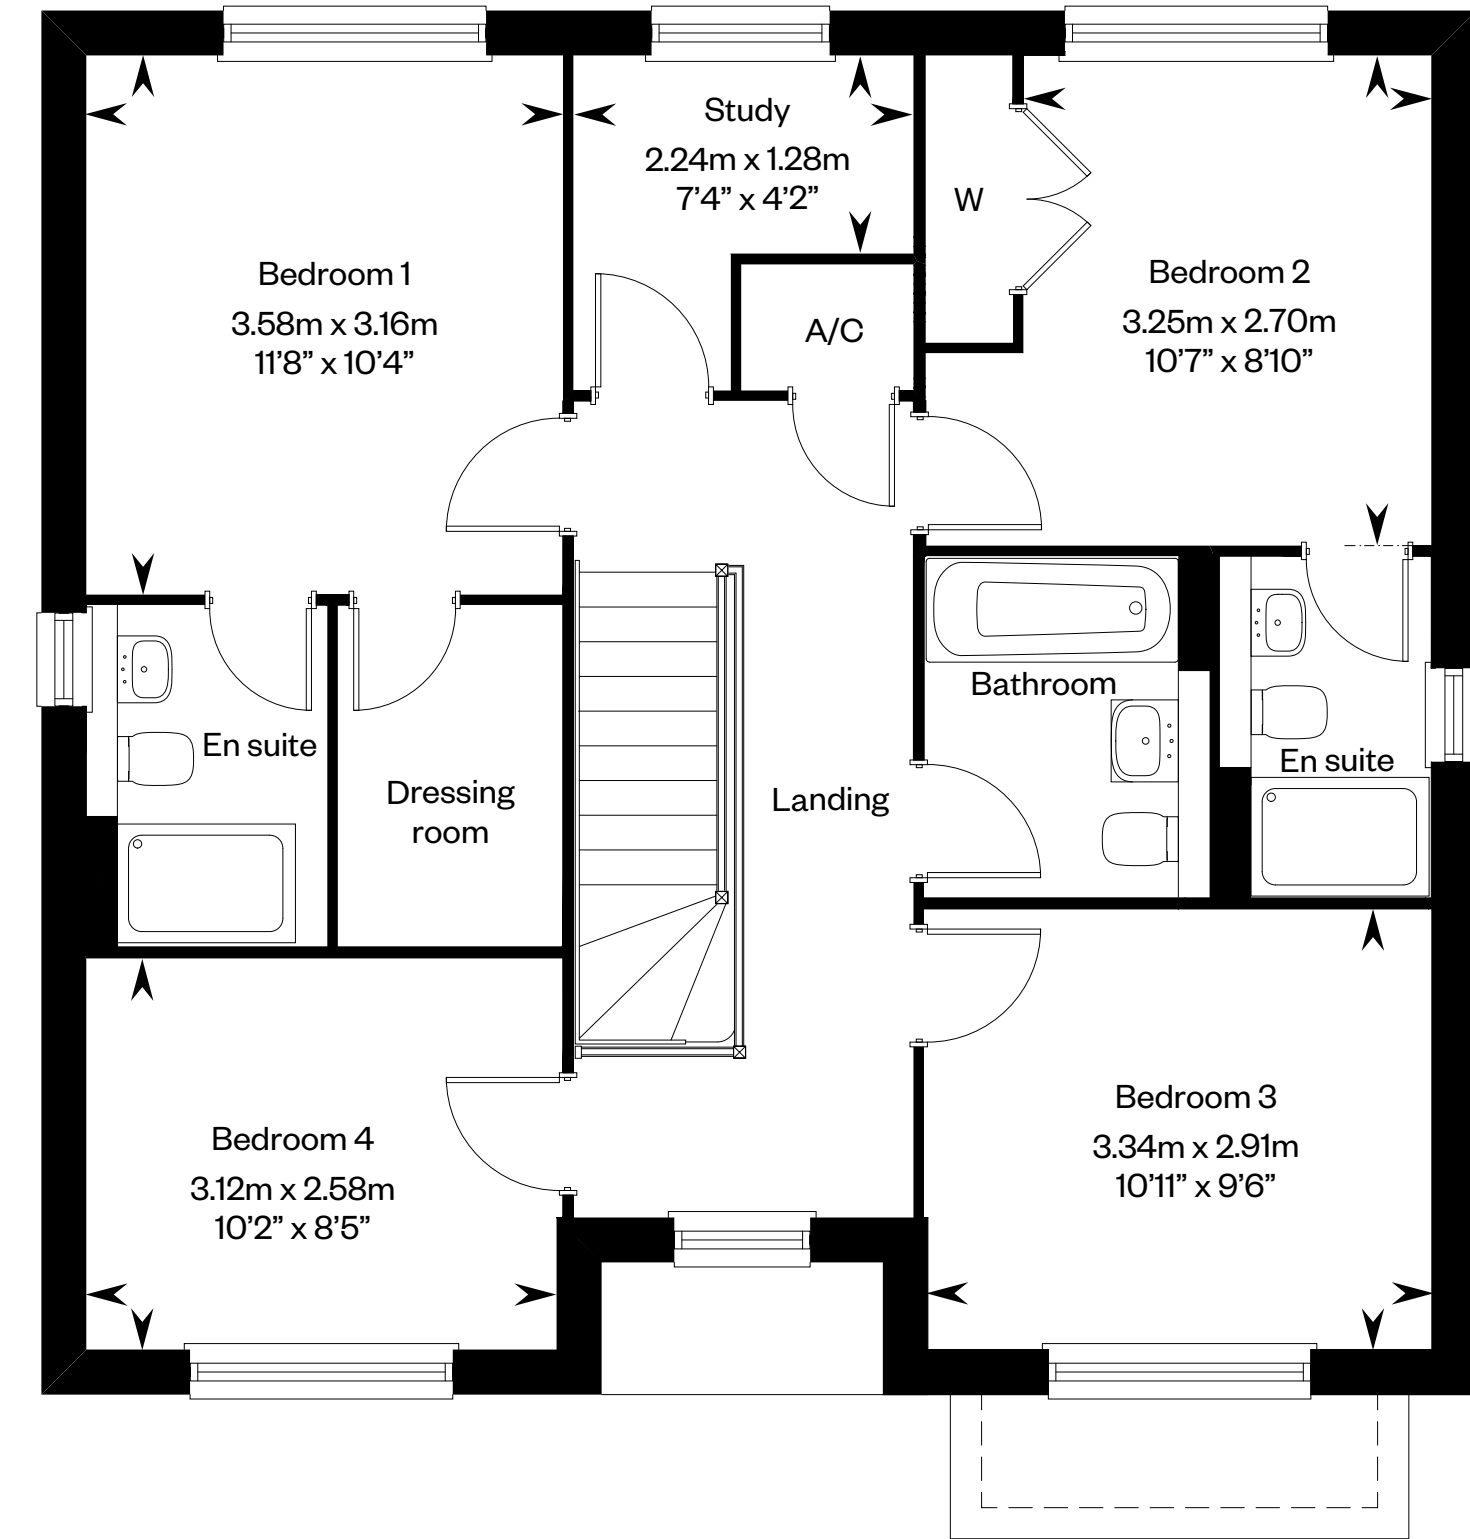 Study
2.24m x 1.28m
7’4” x 4’2”
W
Bedroom 1
3.58m x 3.16m
11’8” x 10’4”
Bedroom 2
3.25m x 2.70m
10’7” x 8’10”
A/C
Bathroom
En suite
En suite
Dressing
room
Landing
Bedroom 3
3.34m x 2.91m
10’11” x 9’6”
Bedroom 4
3.12m x 2.58m
10’2” x 8’5”